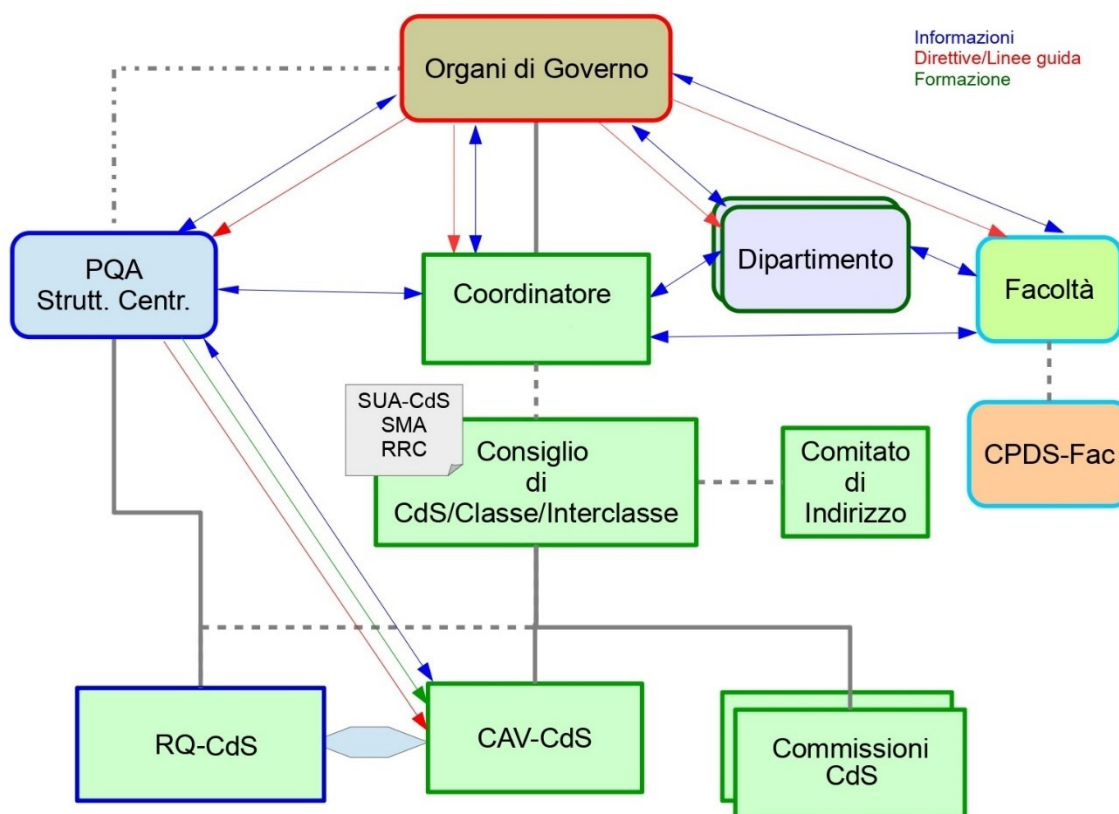 Organi di Governo
Informazioni
Direttive/Linee guida
Formazione
PQA
Strutt. Centr.
Coordinatore
Dipartimento
Facoltà
SUA-CdS
SMA
RRC
Consiglio
di
CdS/Classe/Interclasse
Comitato
di
Indirizzo
CPDS-Fac
RQ-CdS
CAV-CdS
Commissioni
CdS